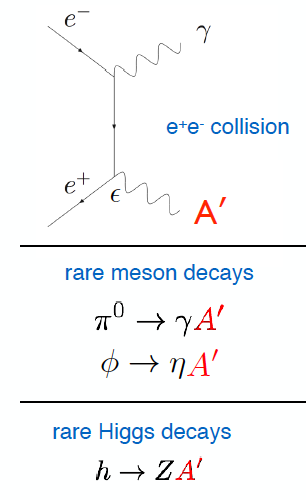 e⁻
γ
e⁺e⁻ collision
e⁺
ϵ
A′
rare meson decays
π⁰ → γA′
ϕ → ηA′
rare Higgs decays
h → ZA′